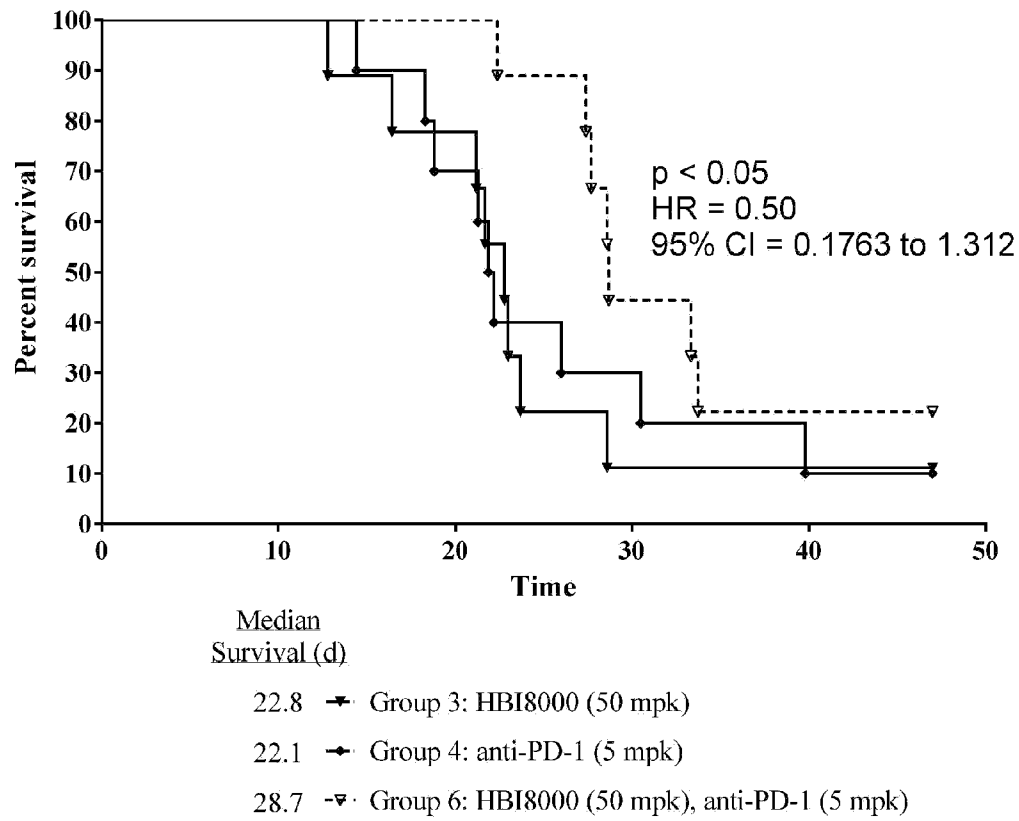 100
90
80
70
60
50
40
30
20
10
0
Percent survival
p < 0.05
HR = 0.50
95% CI = 0.1763 to 1.312
0 10 20 30 40 50
Time
Median
Survival (d)
22.8 Group 3: HBI8000 (50 mpk)
22.1 Group 4: anti-PD-1 (5 mpk)
28.7 Group 6: HBI8000 (50 mpk), anti-PD-1 (5 mpk)